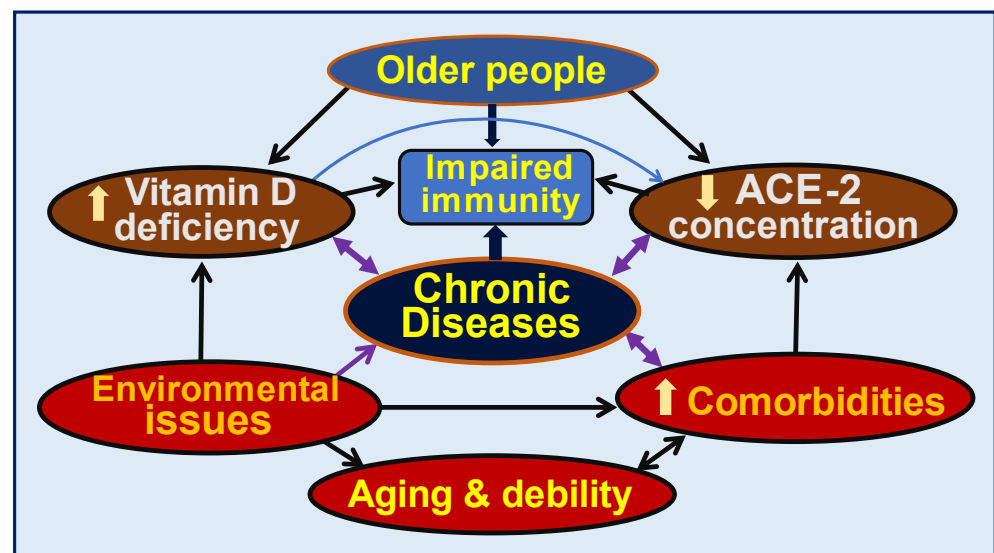 Older people
Impaired
immunity
Vitamin D
deficiency
ACE-2
concentration
Chronic
Diseases
Environmental
issues
Comorbidities
Aging & debility